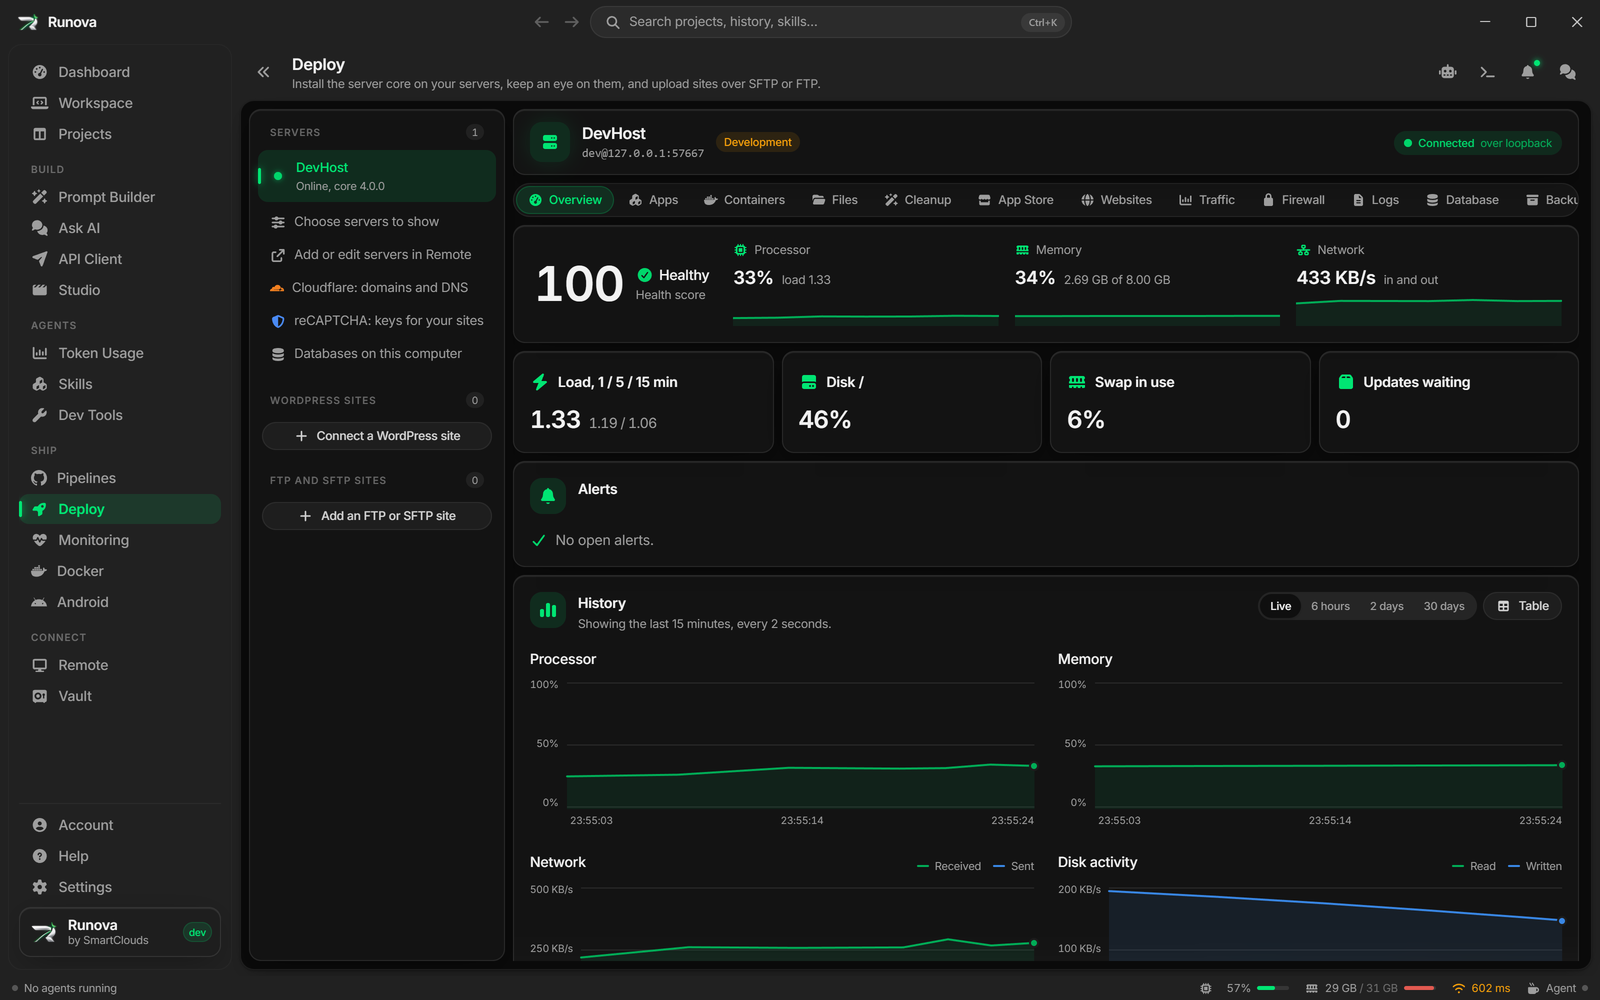 Runova
Search projects, history, skills...
Ctrl+K
Dashboard
Workspace
Projects
BUILD
Prompt Builder
Ask AI
API Client
Studio
AGENTS
Token Usage
Skills
Dev Tools
SHIP
Pipelines
Deploy
Monitoring
Docker
Android
CONNECT
Remote
Vault
Account
Help
Settings
Runova
by SmartClouds
dev
Deploy
Install the server core on your servers, keep an eye on them, and upload sites over SFTP or FTP.
SERVERS
1
DevHost
Online, core 4.0.0
Choose servers to show
Add or edit servers in Remote
Cloudflare: domains and DNS
reCAPTCHA: keys for your sites
Databases on this computer
WORDPRESS SITES
0
Connect a WordPress site
FTP AND SFTP SITES
0
Add an FTP or SFTP site
DevHost
dev@127.0.0.1:57667
Development
Connected over loopback
Overview
Apps
Containers
Files
Cleanup
App Store
Websites
Traffic
Firewall
Logs
Database
Backu
100
Healthy
Health score
Processor
33% load 1.33
Memory
34% 2.69 GB of 8.00 GB
Network
433 KB/s in and out
Load, 1 / 5 / 15 min
1.33 1.19 / 1.06
Disk /
46%
Swap in use
6%
Updates waiting
0
Alerts
No open alerts.
History
Showing the last 15 minutes, every 2 seconds.
Live
6 hours
2 days
30 days
Table
Processor
100%
50%
0%
23:55:03
23:55:14
23:55:24
Memory
100%
50%
0%
23:55:03
23:55:14
23:55:24
Network
Received
Sent
500 KB/s
250 KB/s
Disk activity
Read
Written
200 KB/s
100 KB/s
No agents running
57%
29 GB / 31 GB
602 ms
Agent